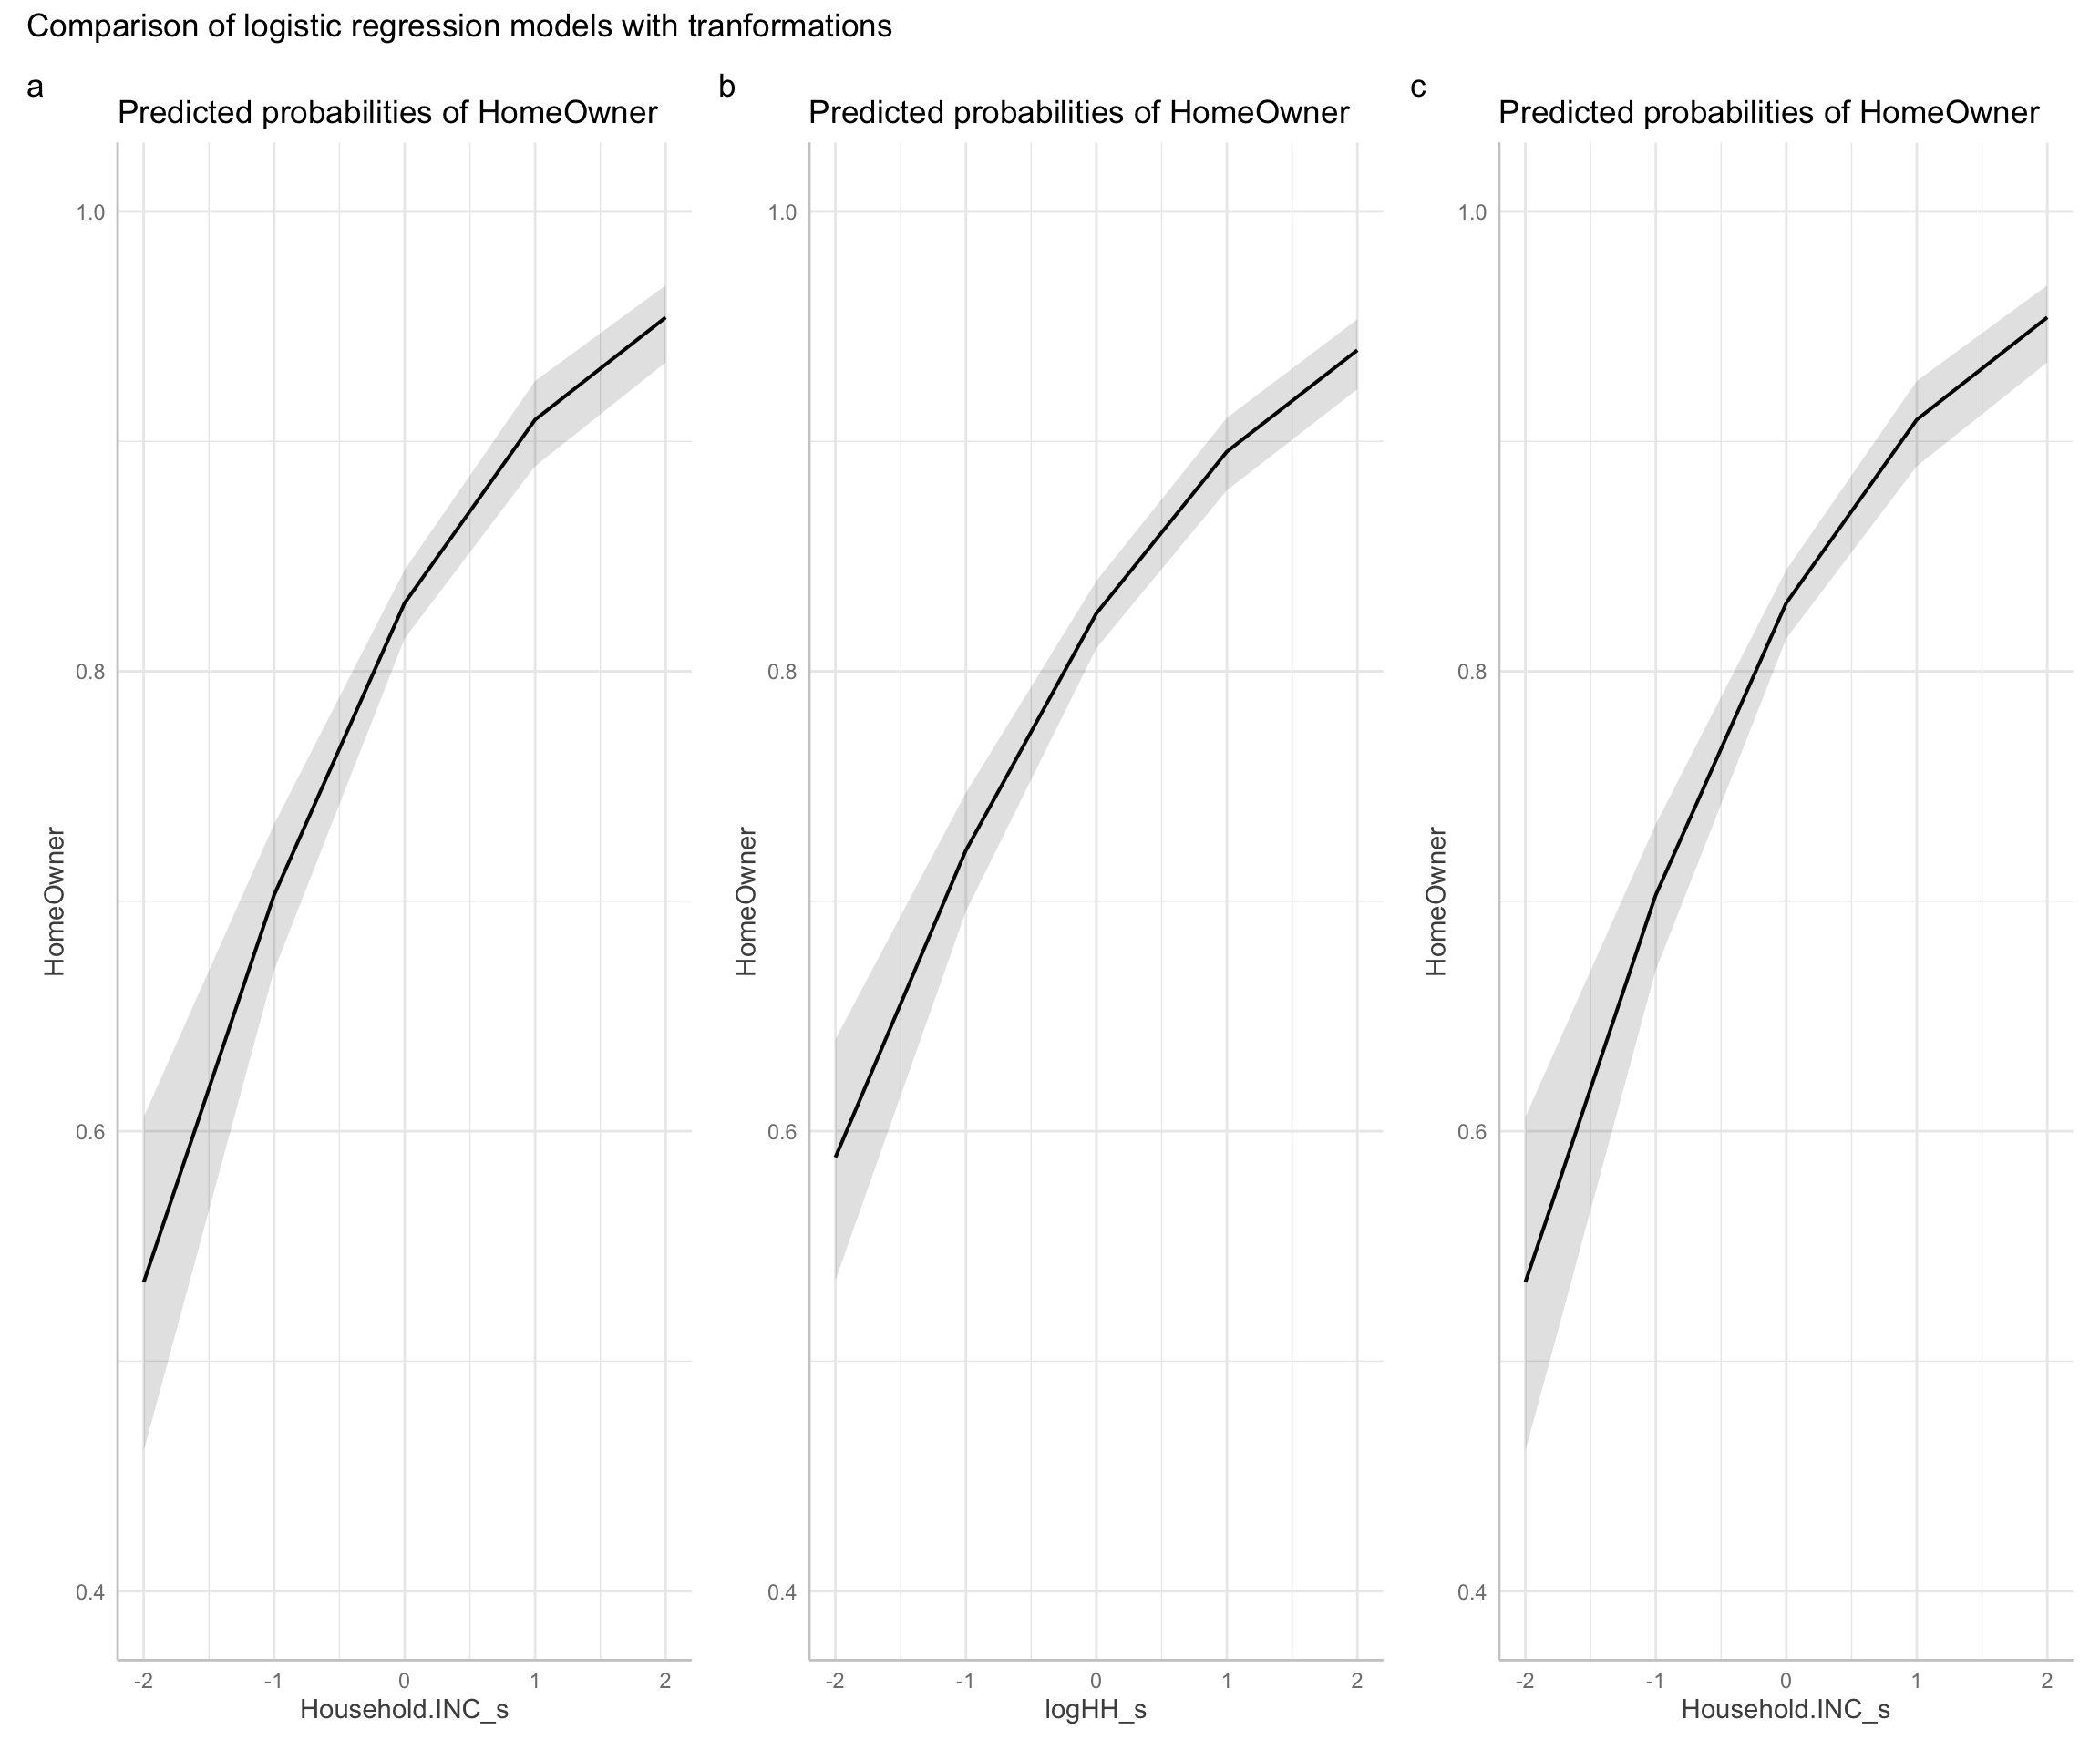 Comparison of logistic regression models with tranformations
a
Predicted probabilities of HomeOwner
HomeOwner
1.0
0.8
0.6
0.4
-2 -1 0 1 2
Household.INC_s
b
Predicted probabilities of HomeOwner
HomeOwner
1.0
0.8
0.6
0.4
-2 -1 0 1 2
logHH_s
c
Predicted probabilities of HomeOwner
HomeOwner
1.0
0.8
0.6
0.4
-2 -1 0 1 2
Household.INC_s